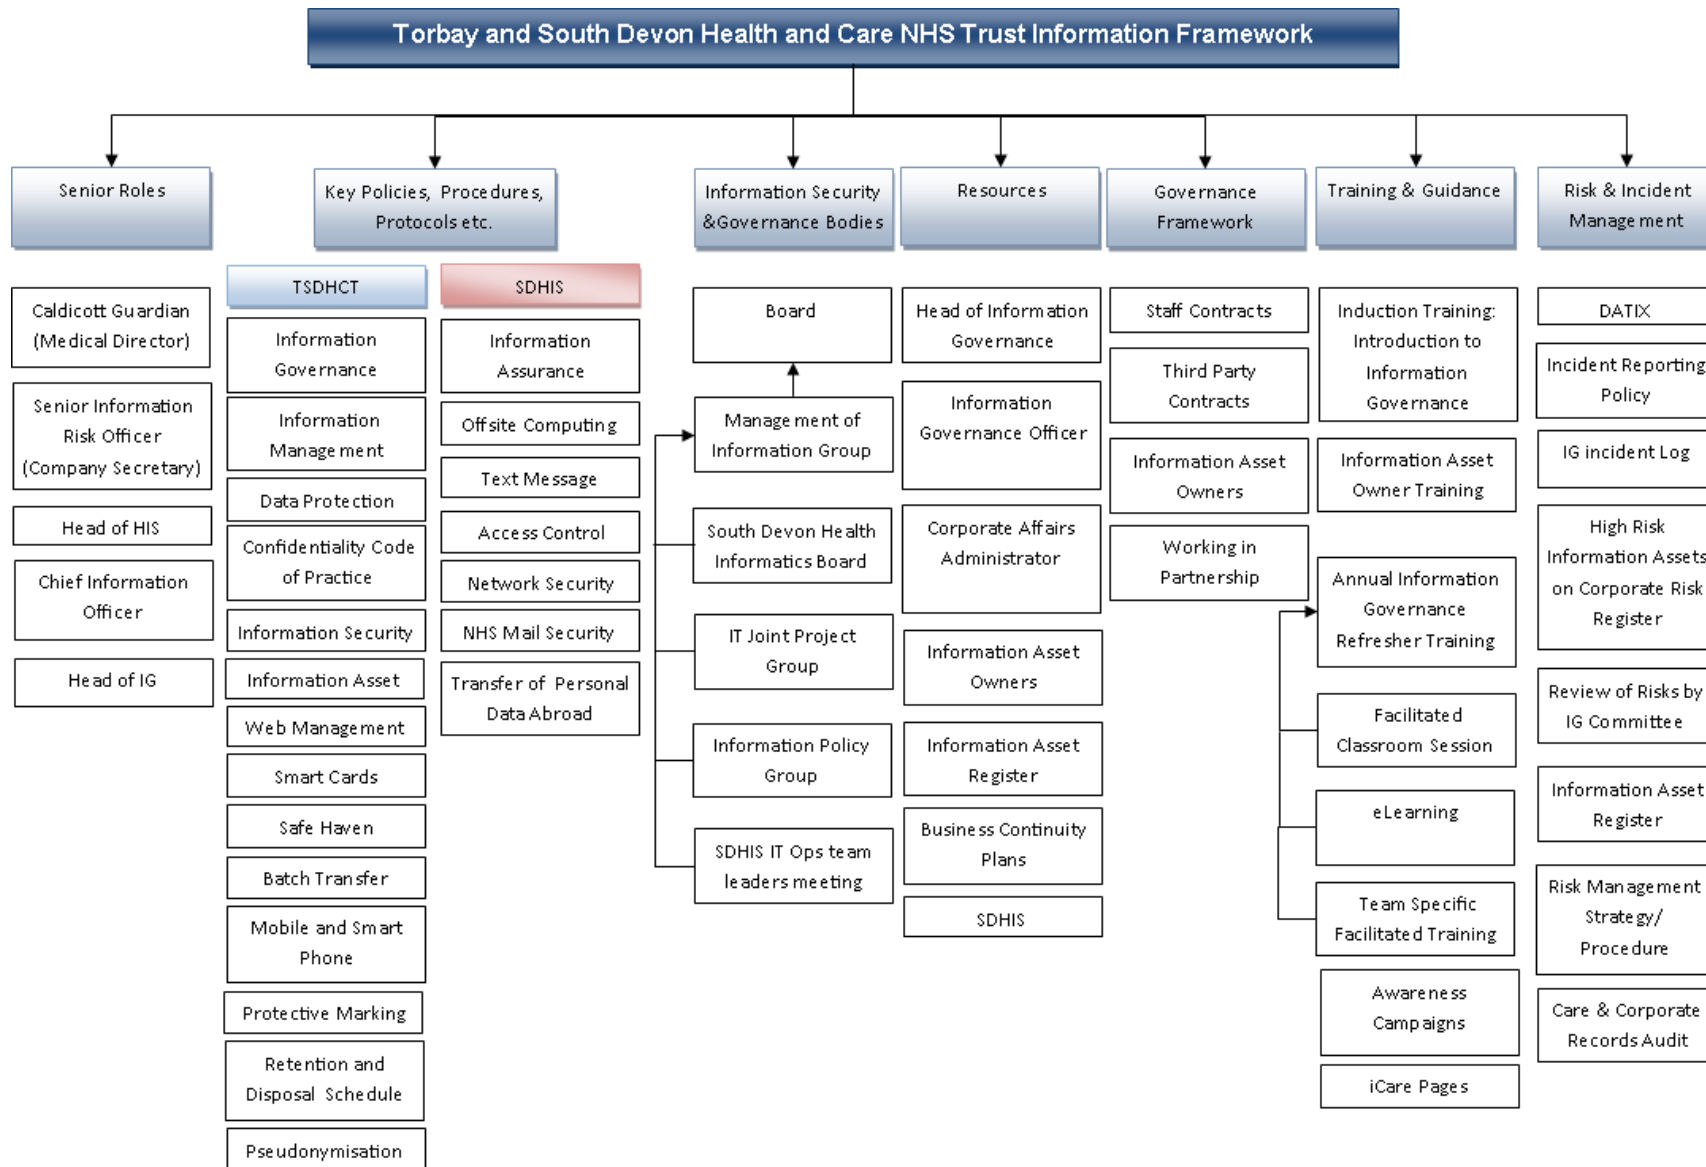 Torbay and South Devon Health and Care NHS Trust Information Framework
Senior Roles
Caldicott Guardian
(Medical Director)
Senior Information
Risk Officer
(Company Secretary)
Head of HIS
Chief Information
Officer
Head of IG
Key Policies, Procedures,
Protocols etc.
TSDHCT
Information
Governance
Information
Management
Data Protection
Confidentiality Code
of Practice
Information Security
Information Asset
Web Management
Smart Cards
Safe Haven
Batch Transfer
Mobile and Smart
Phone
Protective Marking
Retention and
Disposal Schedule
Pseudonymisation
SDHIS
Information
Assurance
Offsite Computing
Text Message
Access Control
Network Security
NHS Mail Security
Transfer of Personal
Data Abroad
Information Security
&Governance Bodies
Board
Management of
Information Group
South Devon Health
Informatics Board
IT Joint Project
Group
Information Policy
Group
SDHIS IT Ops team
leaders meeting
Resources
Head of Information
Governance
Information
Governance Officer
Corporate Affairs
Administrator
Information Asset
Owners
Information Asset
Register
Business Continuity
Plans
SDHIS
Governance
Framework
Staff Contracts
Third Party
Contracts
Information Asset
Owners
Working in
Partnership
Training & Guidance
Induction Training:
Introduction to
Information
Governance
Information Asset
Owner Training
Annual Information
Governance
Refresher Training
Facilitated
Classroom Session
eLearning
Team Specific
Facilitated Training
Awareness
Campaigns
iCare Pages
Risk & Incident
Management
DATIX
Incident Reporting
Policy
IG incident Log
High Risk
Information Assets
on Corporate Risk
Register
Review of Risks by
IG Committee
Information Asset
Register
Risk Management
Strategy/
Procedure
Care & Corporate
Records Audit